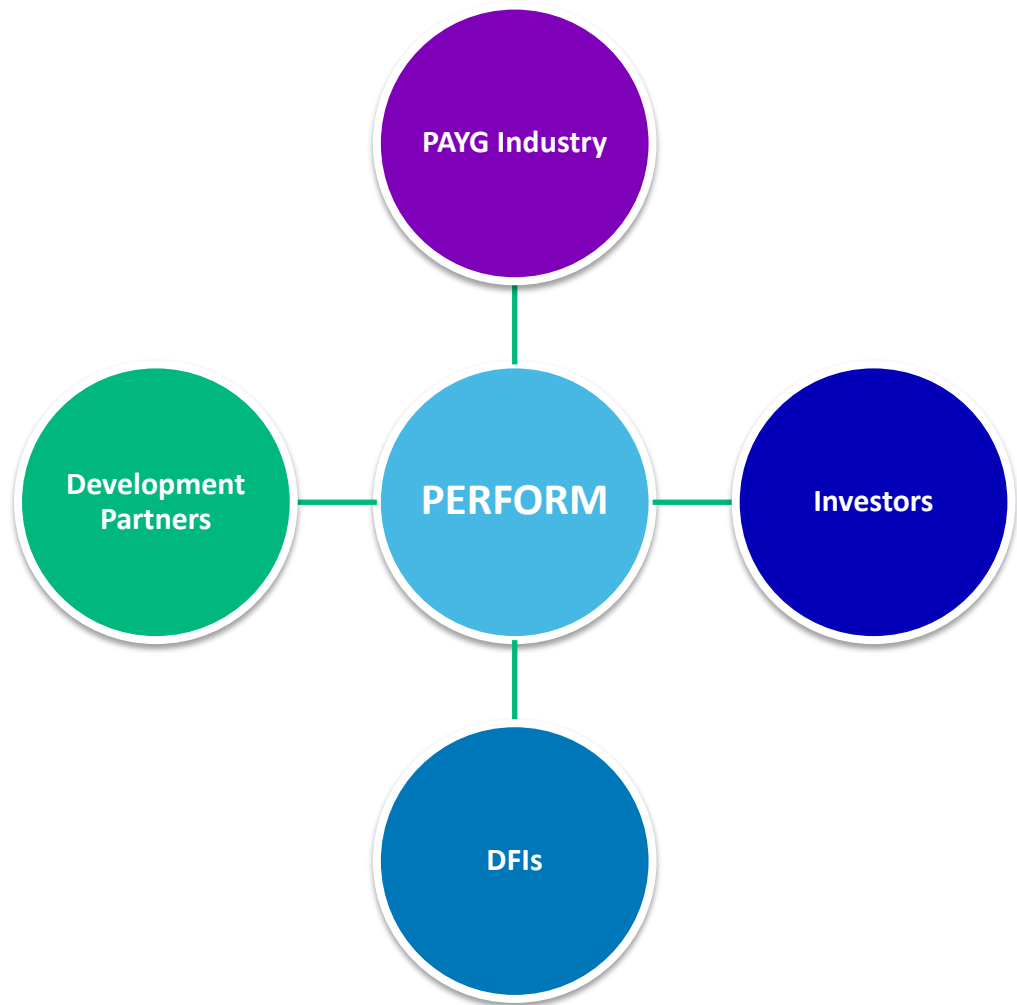 PAYG Industry
Development
Partners
PERFORM
Investors
DFIs